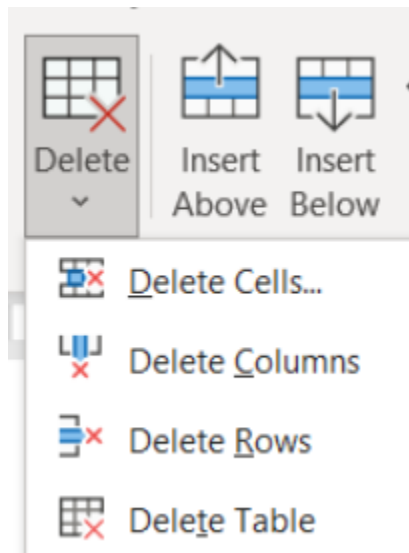 Delete
Insert Above
Insert Below
Delete Cells...
Delete Columns
Delete Rows
Delete Table